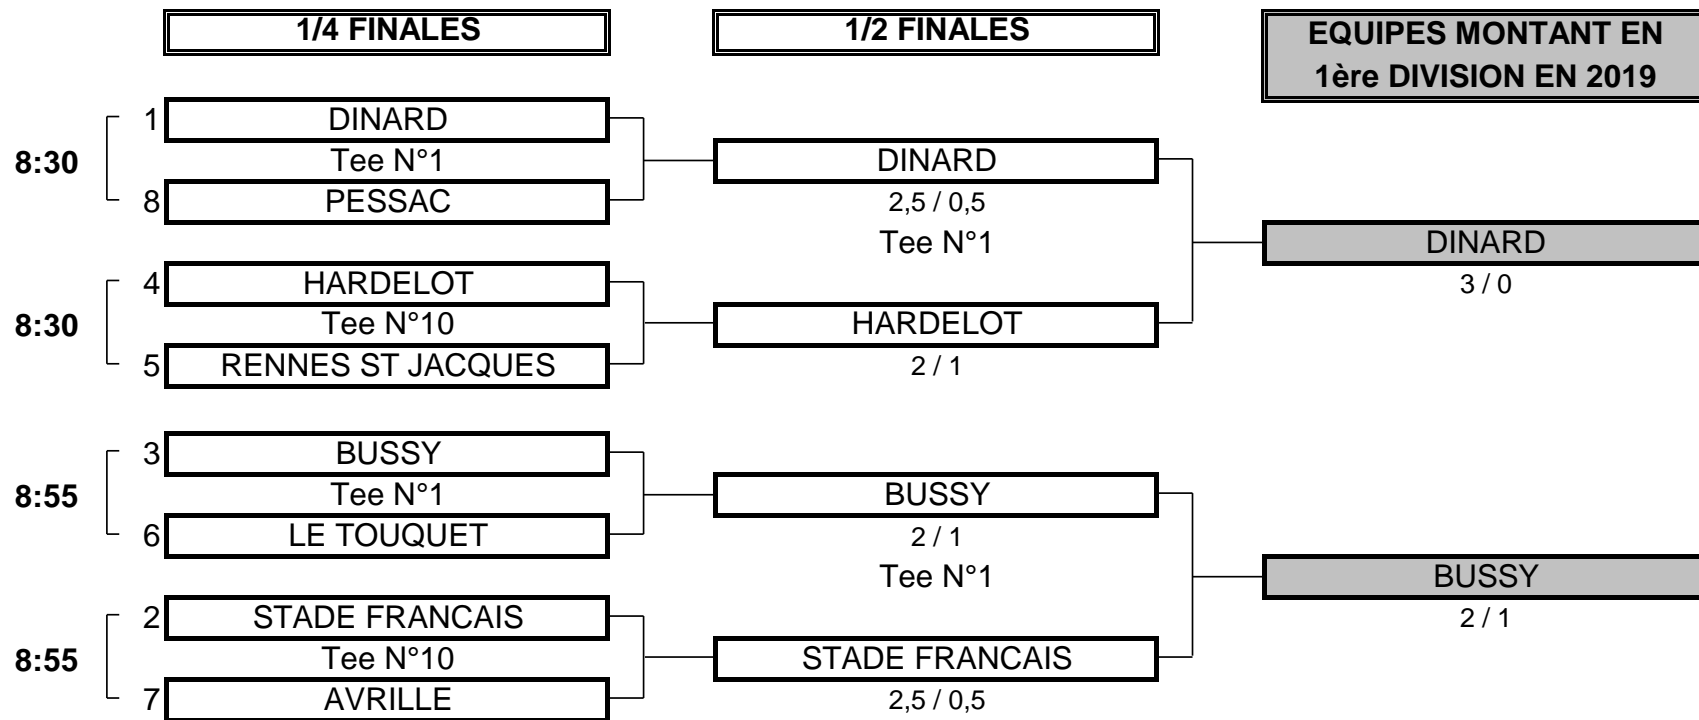 1/4 FINALES
1/2 FINALES
EQUIPES MONTANT EN
1ère DIVISION EN 2019
8:30
1
DINARD
Tee N°1
8
PESSAC
DINARD
2,5 / 0,5
Tee N°1
DINARD
3 / 0
8:30
4
HARDELOT
Tee N°10
5
RENNES ST JACQUES
HARDELOT
2 / 1
8:55
3
BUSSY
Tee N°1
6
LE TOUQUET
BUSSY
2 / 1
Tee N°1
BUSSY
2 / 1
8:55
2
STADE FRANCAIS
Tee N°10
7
AVRILLE
STADE FRANCAIS
2,5 / 0,5